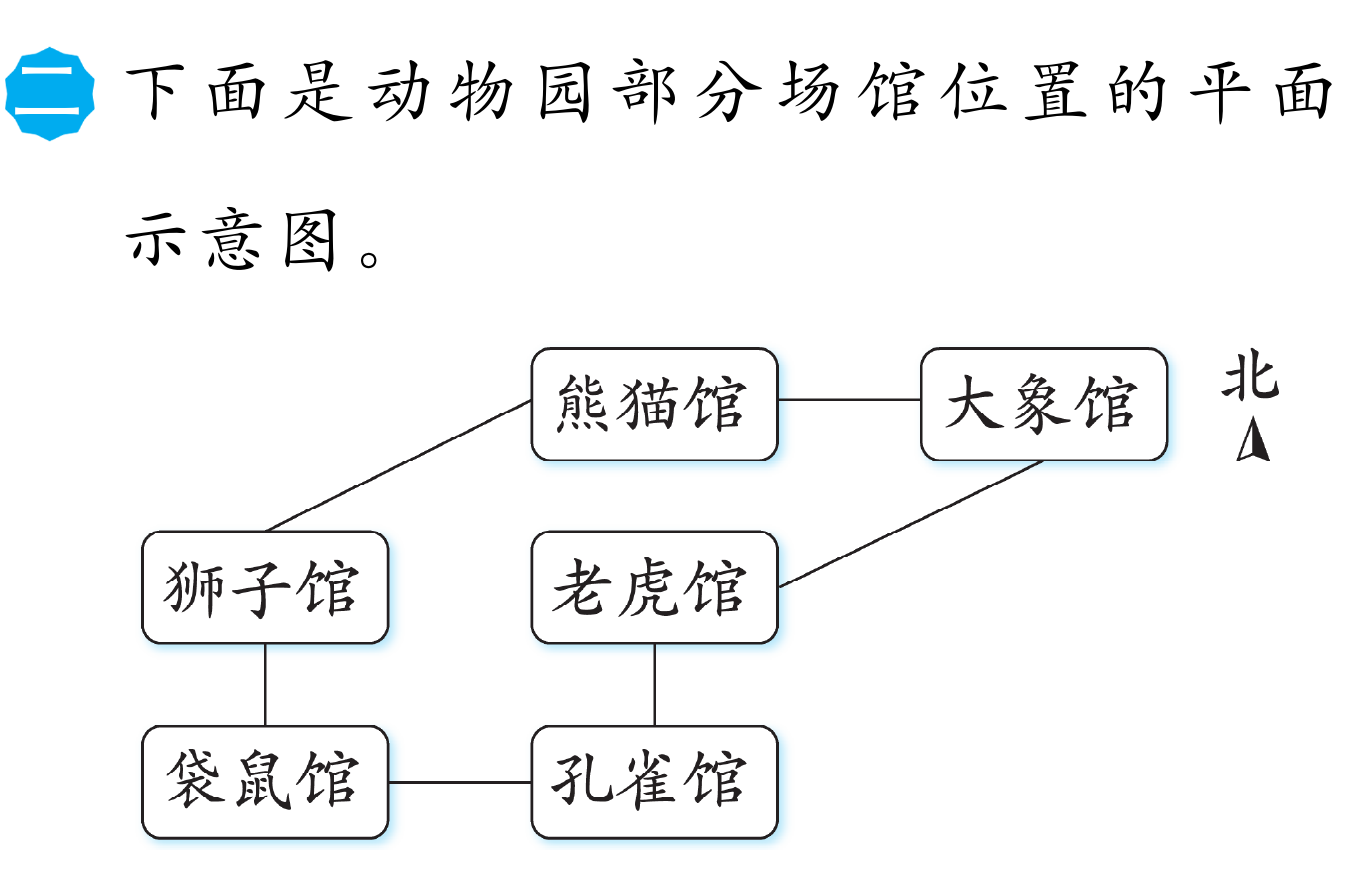 二 下面是动物园部分场馆位置的平面
示意图。
熊猫馆 大象馆 北
狮子馆 老虎馆
袋鼠馆 孔雀馆